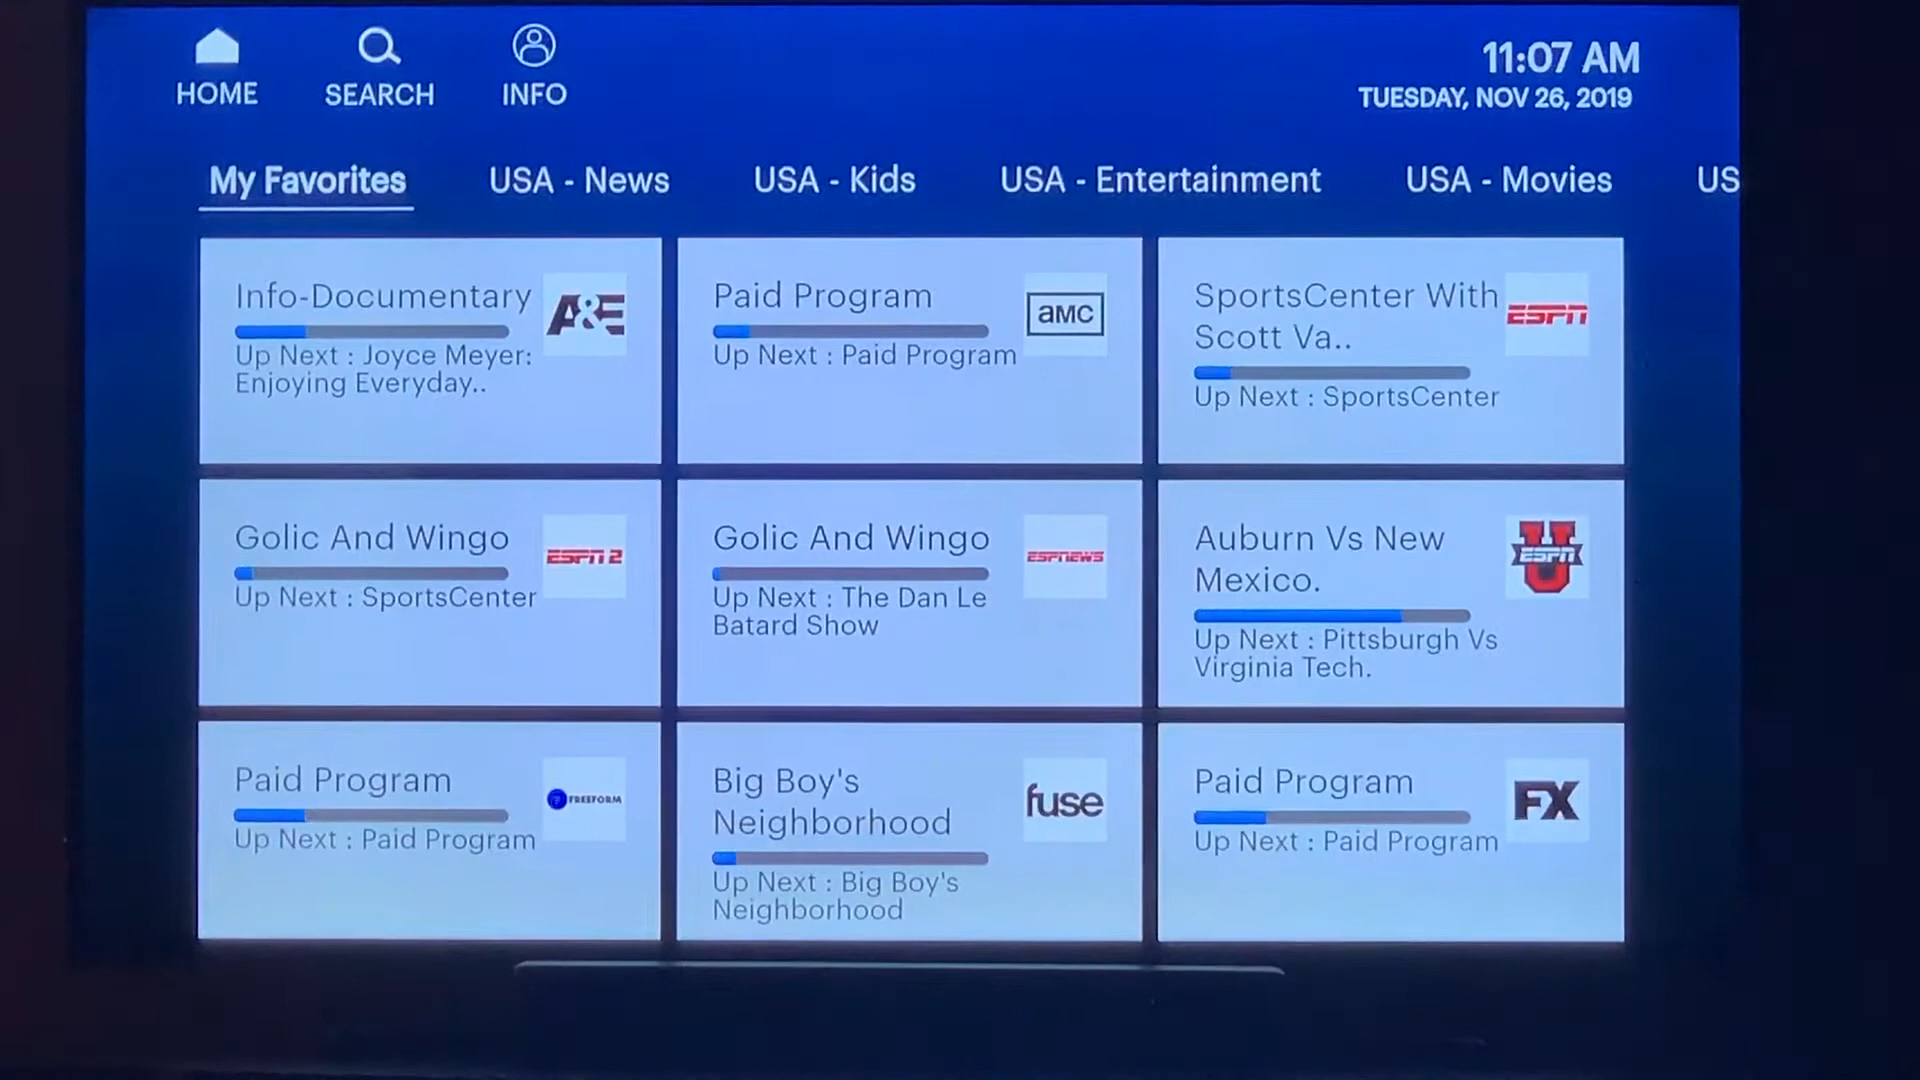 HOME
SEARCH
INFO
11:07 AM
TUESDAY, NOV 26, 2019
My Favorites
USA - News
USA - Kids
USA - Entertainment
USA - Movies
US
Info-Documentary
A&E
Up Next : Joyce Meyer:
Enjoying Everyday..
Paid Program
aMC
Up Next : Paid Program
SportsCenter With
Scott Va..
ESPN
Up Next : SportsCenter
Golic And Wingo
ESPN 2
Up Next : SportsCenter
Golic And Wingo
ESPNEWS
Up Next : The Dan Le
Batard Show
Auburn Vs New
Mexico.
U
ESPN
Up Next : Pittsburgh Vs
Virginia Tech.
Paid Program
FREEFORM
Up Next : Paid Program
Big Boy's
Neighborhood
fuse
Up Next : Big Boy's
Neighborhood
Paid Program
FX
Up Next : Paid Program